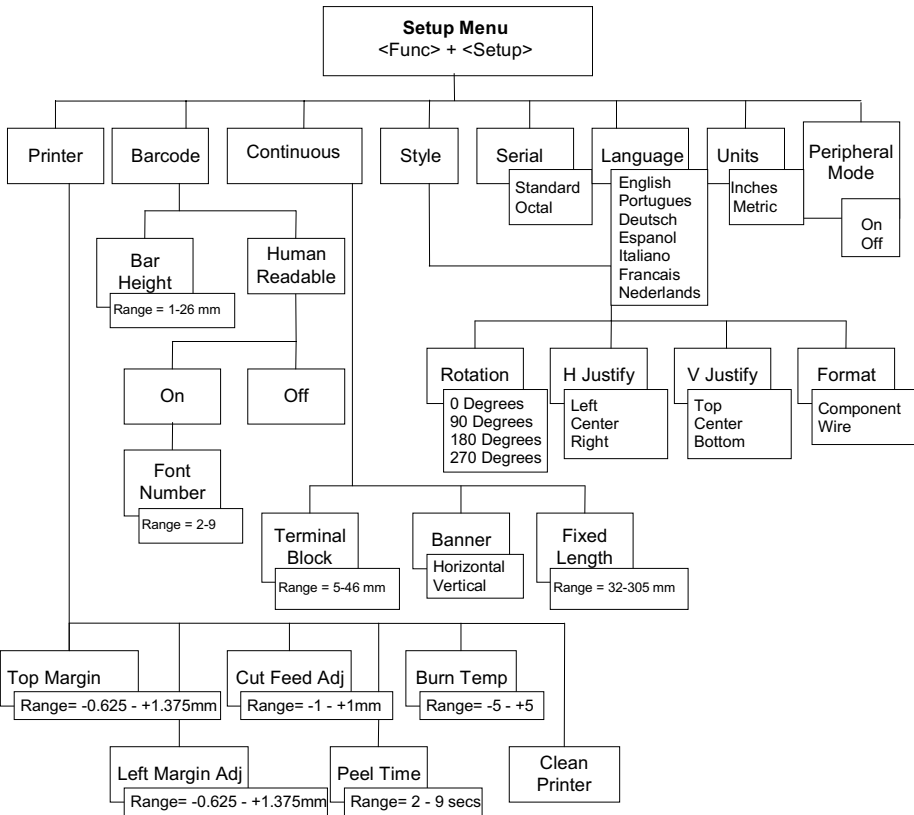 Setup Menu
<Func> + <Setup>
Printer
Barcode
Continuous
Style
Serial
Standard
Octal
Language
English
Portugues
Deutsch
Espanol
Italiano
Francais
Nederlands
Units
Inches
Metric
Peripheral
Mode
On
Off
Bar
Height
Range = 1-26 mm
Human
Readable
On
Off
Font
Number
Range = 2-9
Rotation
0 Degrees
90 Degrees
180 Degrees
270 Degrees
H Justify
Left
Center
Right
V Justify
Top
Center
Bottom
Format
Component
Wire
Terminal
Block
Range = 5-46 mm
Banner
Horizontal
Vertical
Fixed
Length
Range = 32-305 mm
Top Margin
Range= -0.625 - +1.375mm
Cut Feed Adj
Range= -1 - +1mm
Burn Temp
Range= -5 - +5
Left Margin Adj
Range= -0.625 - +1.375mm
Peel Time
Range= 2 - 9 secs
Clean
Printer